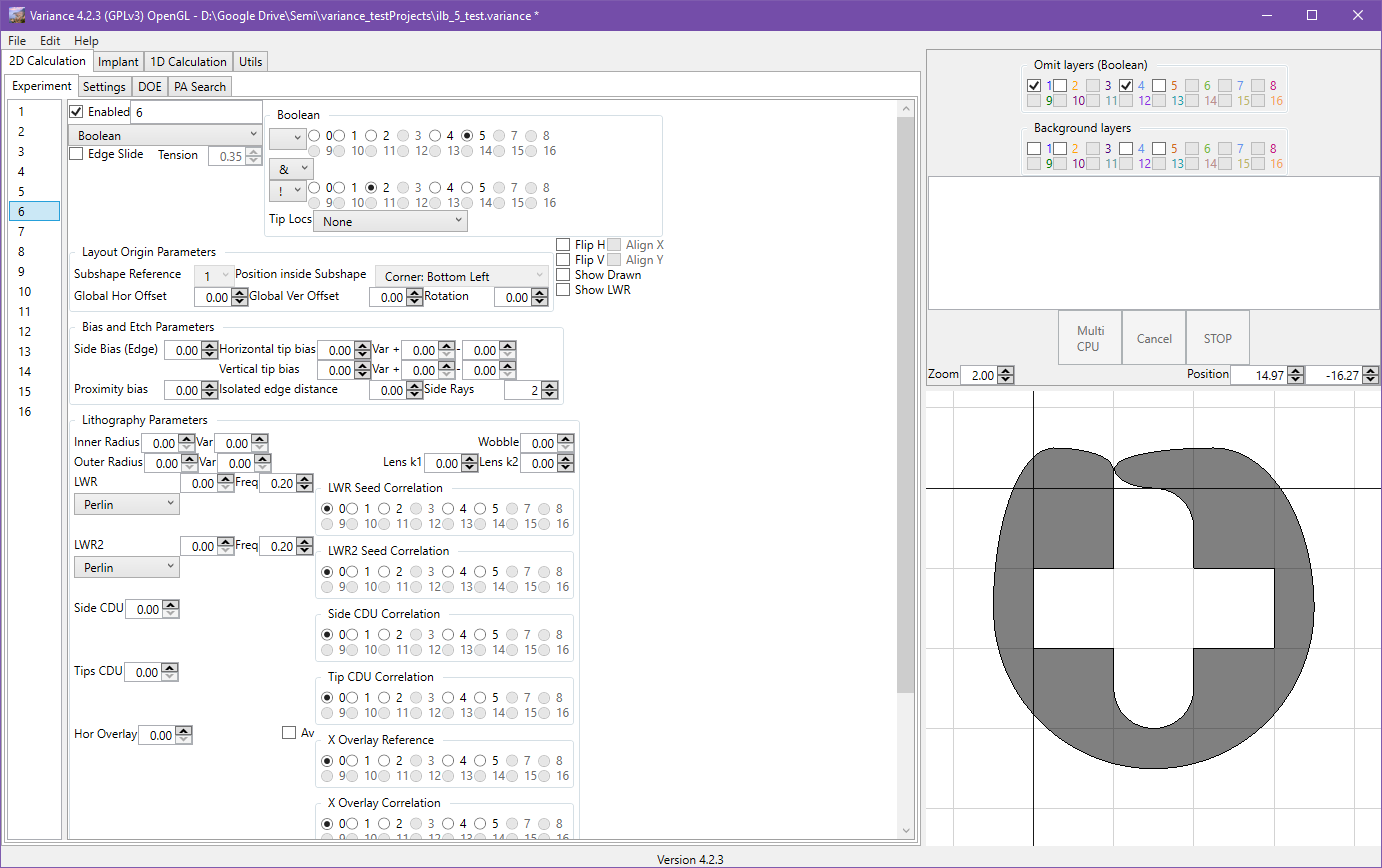 Variance 4.2.3 (GPLv3) OpenGL - D:\Google Drive\Semi\variance_testProjects\ilb_5_test.variance *
File Edit Help
2D Calculation Implant 1D Calculation Utils
Experiment Settings DOE PA Search
1
2
3
4
5
6
7
8
9
10
11
12
13
14
15
16
Enabled 6
Boolean
Edge Slide Tension 0.35
Boolean
0 1 2 3 4 5 7 8
9 10 11 12 13 14 15 16
&
! 0 1 2 3 4 5 7 8
9 10 11 12 13 14 15 16
Tip Locs None
Layout Origin Parameters
Subshape Reference 1 Position inside Subshape Corner: Bottom Left
Global Hor Offset 0.00 Global Ver Offset 0.00 Rotation 0.00
Flip H Align X
Flip V Align Y
Show Drawn
Show LWR
Bias and Etch Parameters
Side Bias (Edge) 0.00 Horizontal tip bias 0.00 Var + 0.00 - 0.00
Vertical tip bias 0.00 Var + 0.00 - 0.00
Proximity bias 0.00 Isolated edge distance 0.00 Side Rays 2
Lithography Parameters
Inner Radius 0.00 Var 0.00 Wobble 0.00
Outer Radius 0.00 Var 0.00 Lens k1 0.00 Lens k2 0.00
LWR 0.00 Freq 0.20
Perlin
LWR Seed Correlation
0 1 2 3 4 5 7 8
9 10 11 12 13 14 15 16
LWR2 0.00 Freq 0.20
Perlin
LWR2 Seed Correlation
0 1 2 3 4 5 7 8
9 10 11 12 13 14 15 16
Side CDU 0.00
Side CDU Correlation
0 1 2 3 4 5 7 8
9 10 11 12 13 14 15 16
Tips CDU 0.00
Tip CDU Correlation
0 1 2 3 4 5 7 8
9 10 11 12 13 14 15 16
Hor Overlay 0.00 Av
X Overlay Reference
0 1 2 3 4 5 7 8
9 10 11 12 13 14 15 16
X Overlay Correlation
0 1 2 3 4 5 7 8
9 10 11 12 13 14 15 16
Omit layers (Boolean)
1 2 3 4 5 6 7 8
9 10 11 12 13 14 15 16
Background layers
1 2 3 4 5 6 7 8
9 10 11 12 13 14 15 16
Multi
CPU
Cancel
STOP
Zoom 2.00 Position 14.97 -16.27
Version 4.2.3